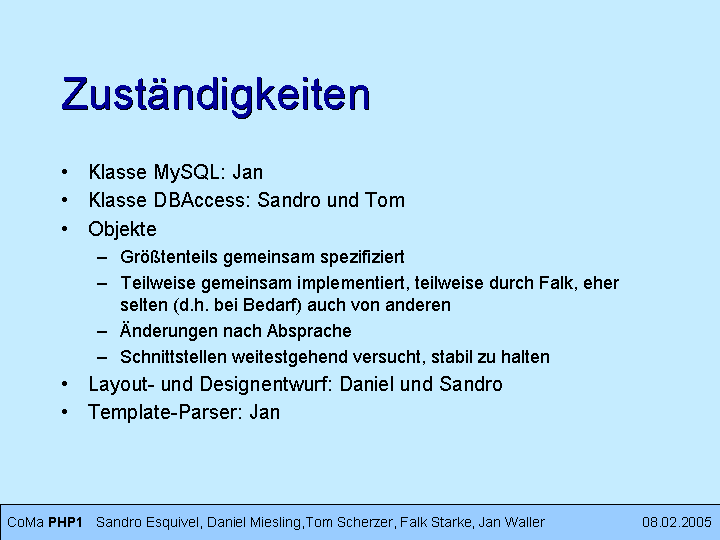 Zuständigkeiten
• Klasse MySQL: Jan
• Klasse DBAccess: Sandro und Tom
• Objekte
– Größtenteils gemeinsam spezifiziert
– Teilweise gemeinsam implementiert, teilweise durch Falk, eher
selten (d.h. bei Bedarf) auch von anderen
– Änderungen nach Absprache
– Schnittstellen weitestgehend versucht, stabil zu halten
• Layout- und Designentwurf: Daniel und Sandro
• Template-Parser: Jan
CoMa PHP1 Sandro Esquivel, Daniel Miesling,Tom Scherzer, Falk Starke, Jan Waller 08.02.2005